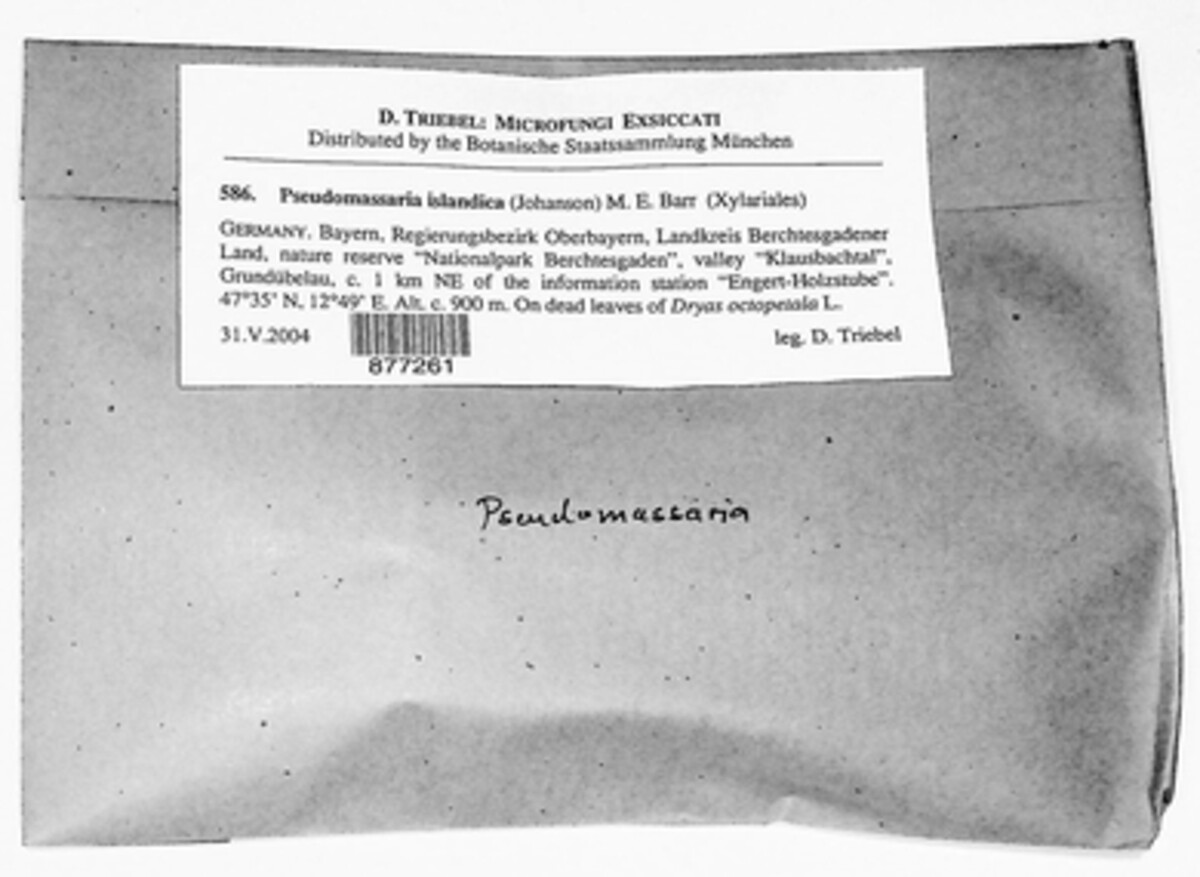 D. TRIEBEL: MICROFUNGI EXSICCATI
Distributed by the Botanische Staatssammlung München
586. Pseudomassaria islandica (Johanson) M. E. Barr (Xylariales)
GERMANY, Bayern, Regierungsbezirk Oberbayern, Landkreis Berchtesgadener
Land, nature reserve "Nationalpark Berchtesgaden", valley "Klausbachtal",
Grundübelau, c. 1 km NE of the information station "Engert-Holzstube".
47°35' N, 12°49' E. Alt. c. 900 m. On dead leaves of Dryas octopetala L.
31.V.2004 leg. D. Triebel
877261
Pseudomassaria